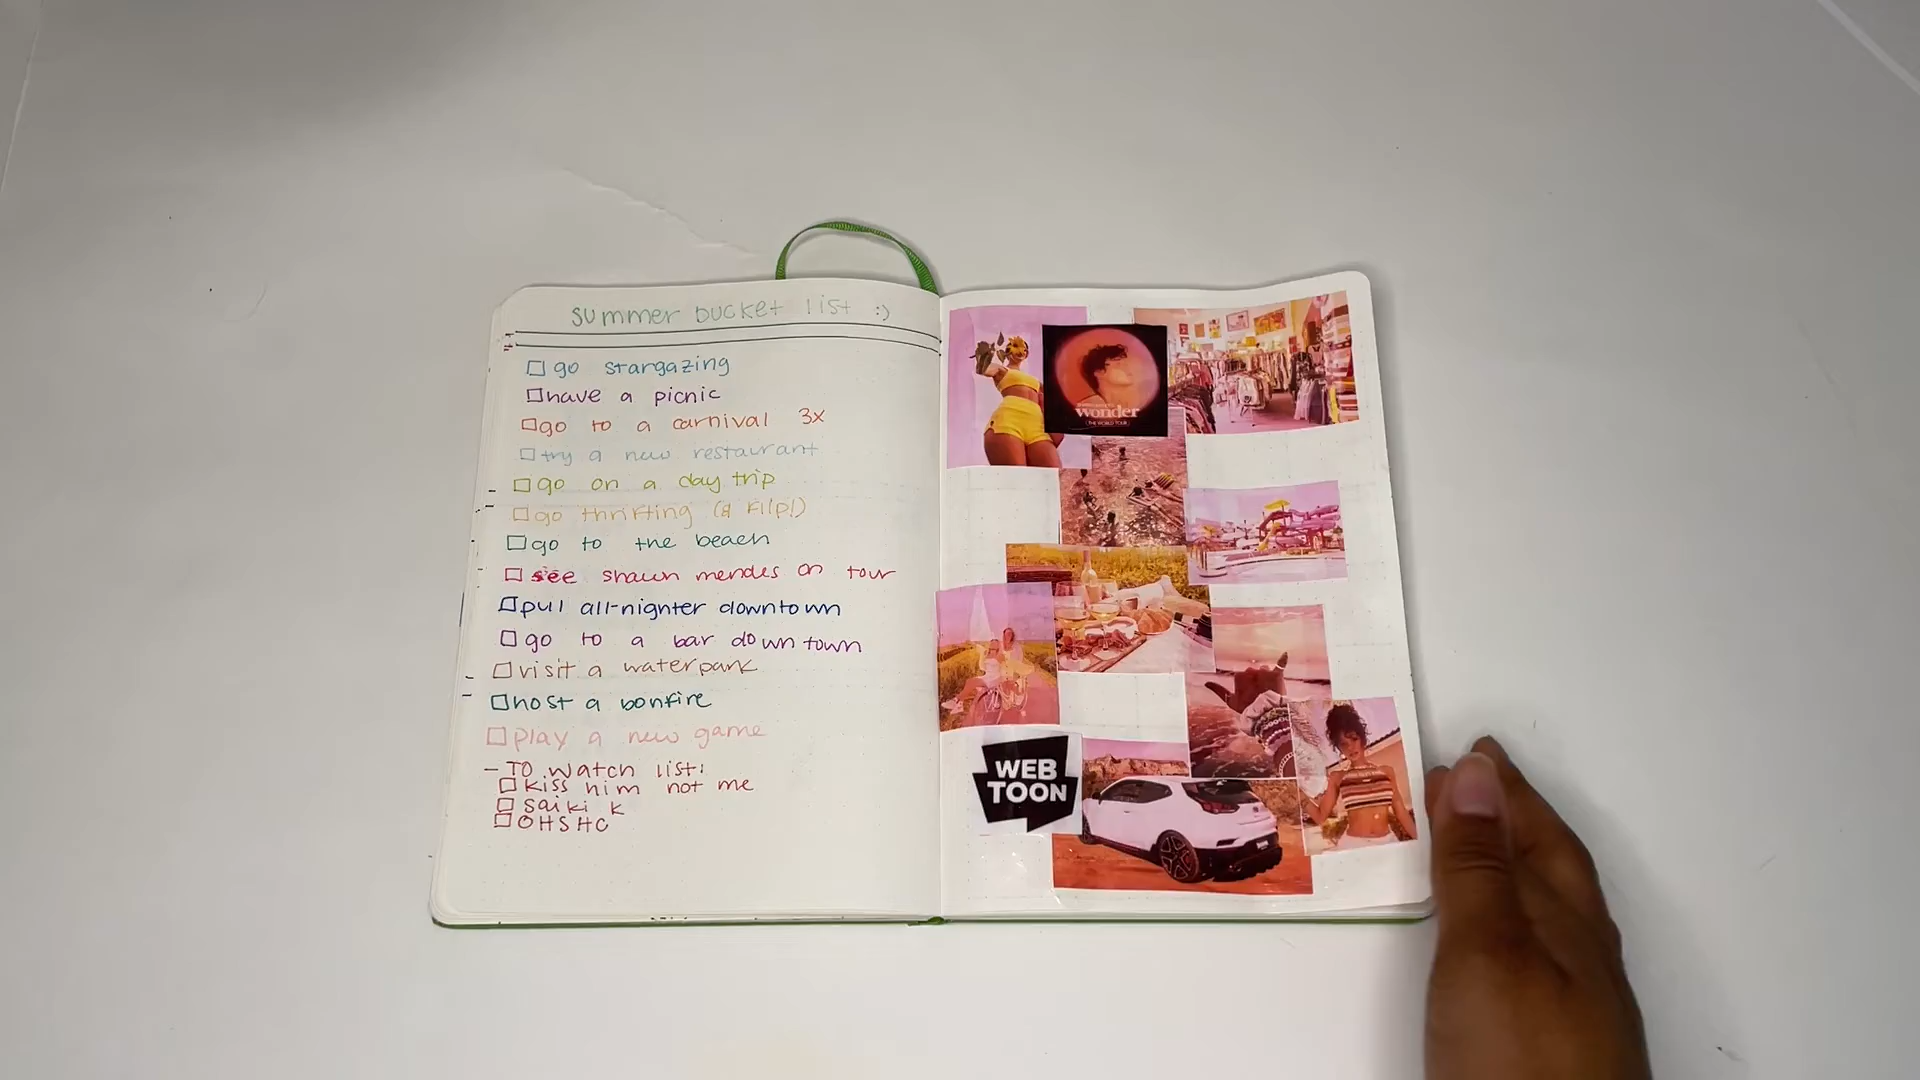 summer bucket list :)
go stargazing
have a picnic
go to a carnival 3x
try a new restaurant
go on a day trip
go thrifting (& flip!)
go to the beach
see shawn mendes on tour
pull all-nighter downtown
go to a bar downtown
visit a waterpark
host a bonfire
play a new game
- To watch list:
kiss him not me
saiki k
OHSHC
wonder
THE WORLD TOUR
WEB
TOON